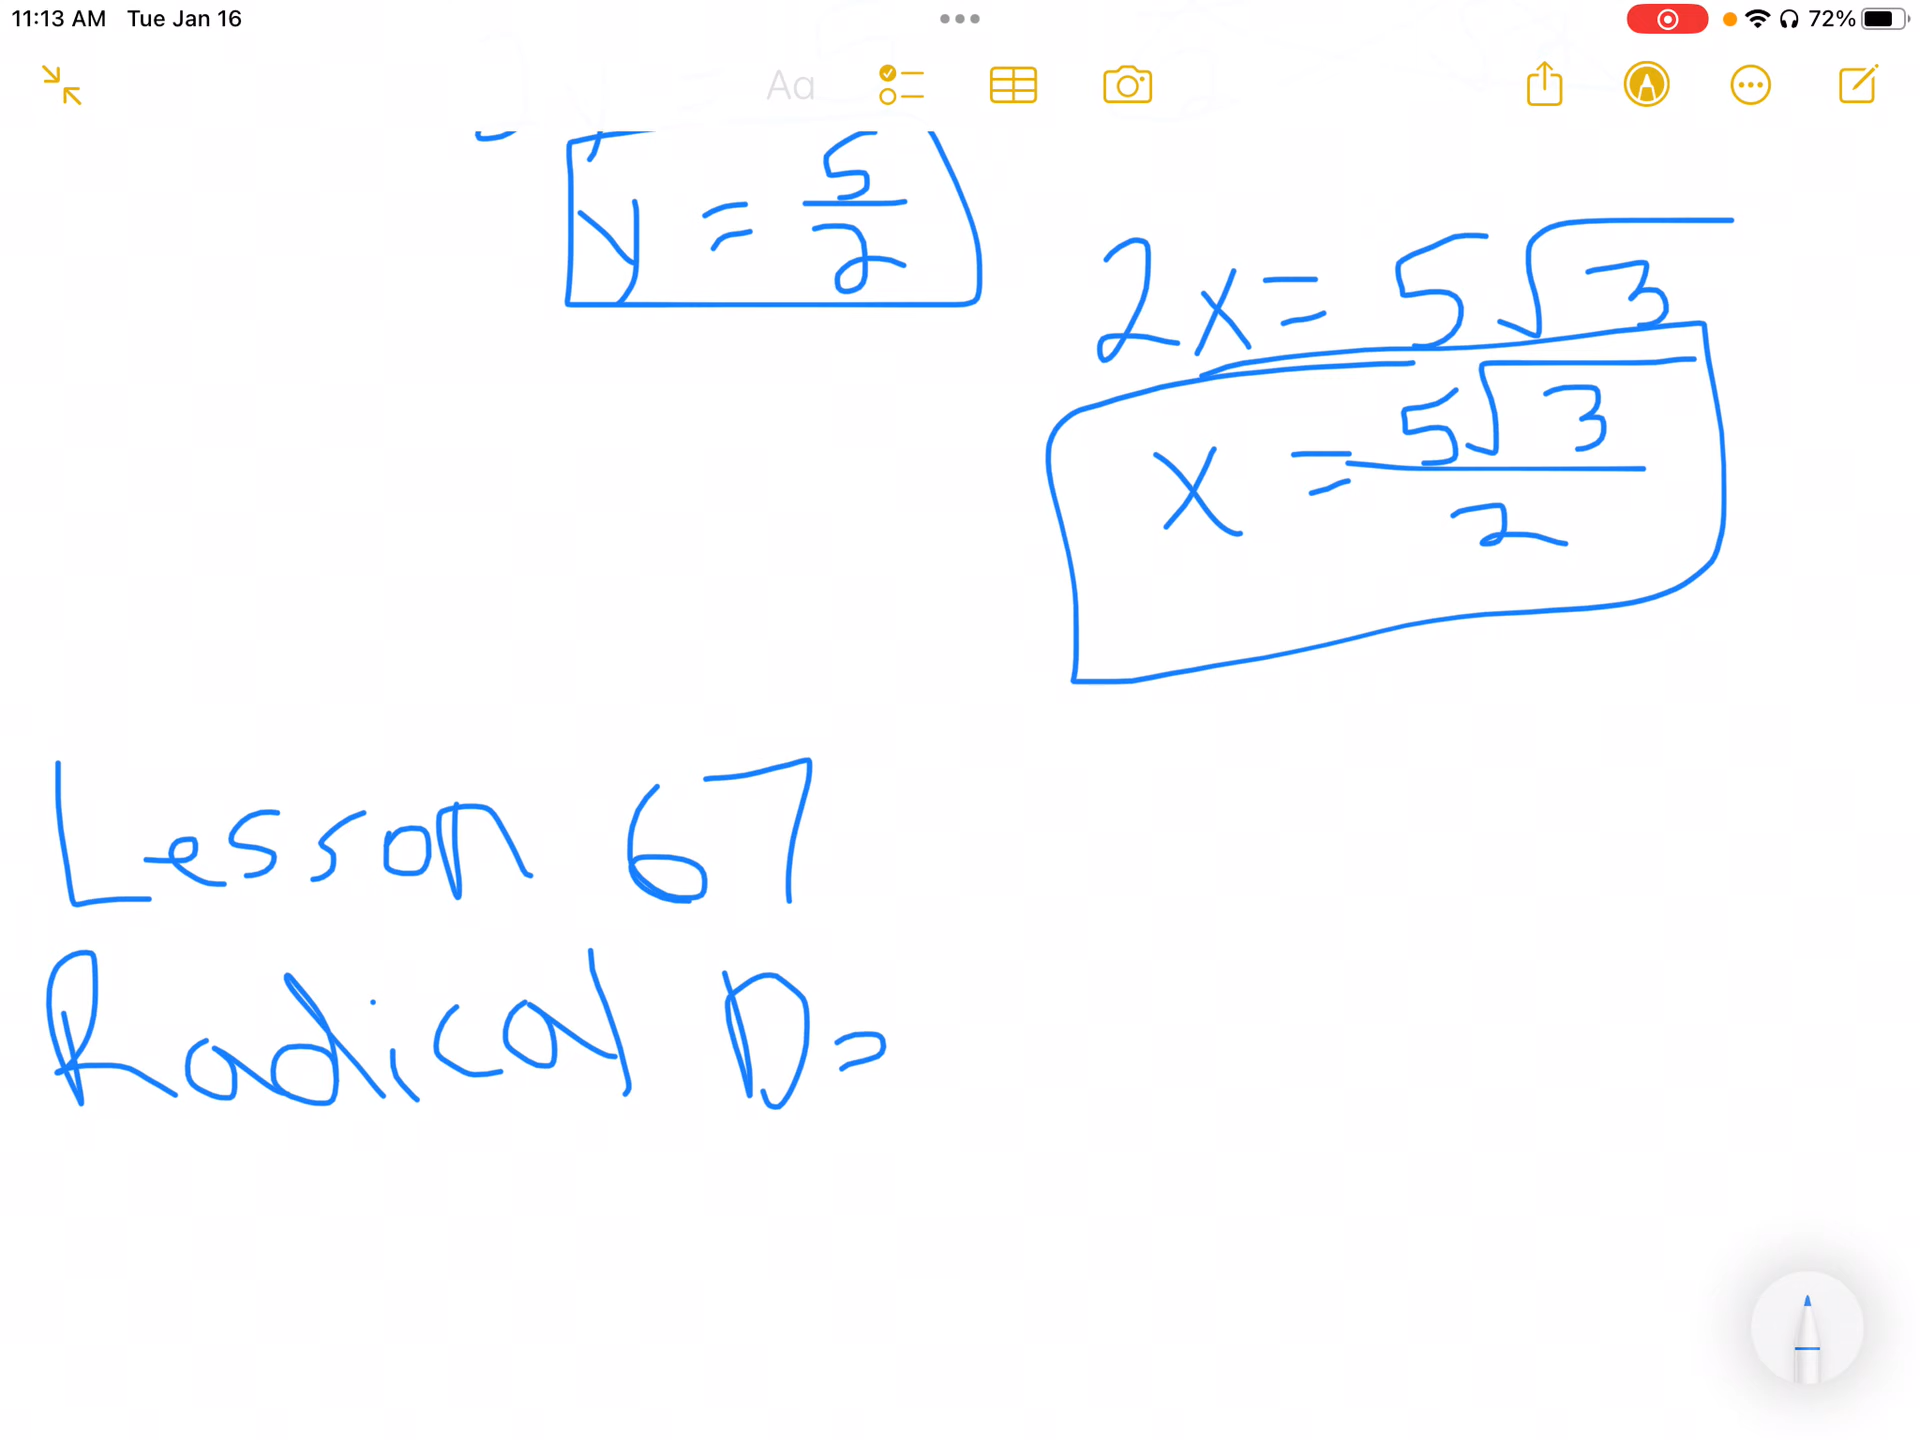 11:13 AM Tue Jan 16
72%
Aa
y = 5/2
2x = 5√3
x = 5√3/2
Lesson 67
Radical D